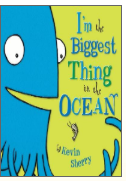 I'm the
Biggest
Thing
in the
OCEAN
Kevin
Sherry